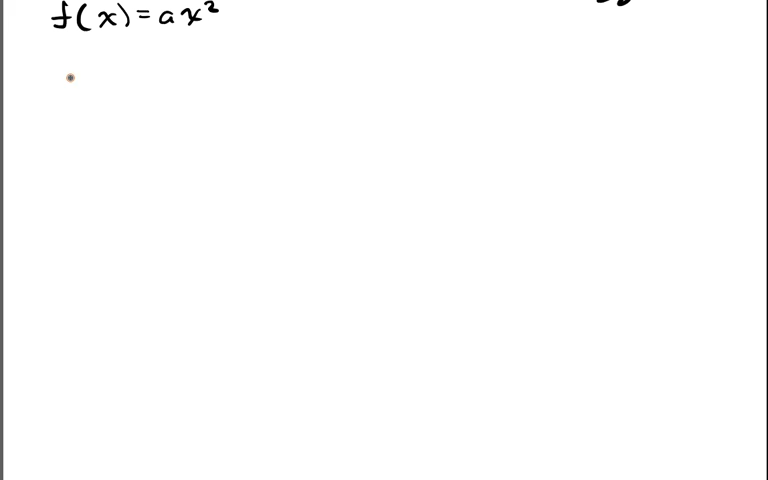 f(x) = ax²